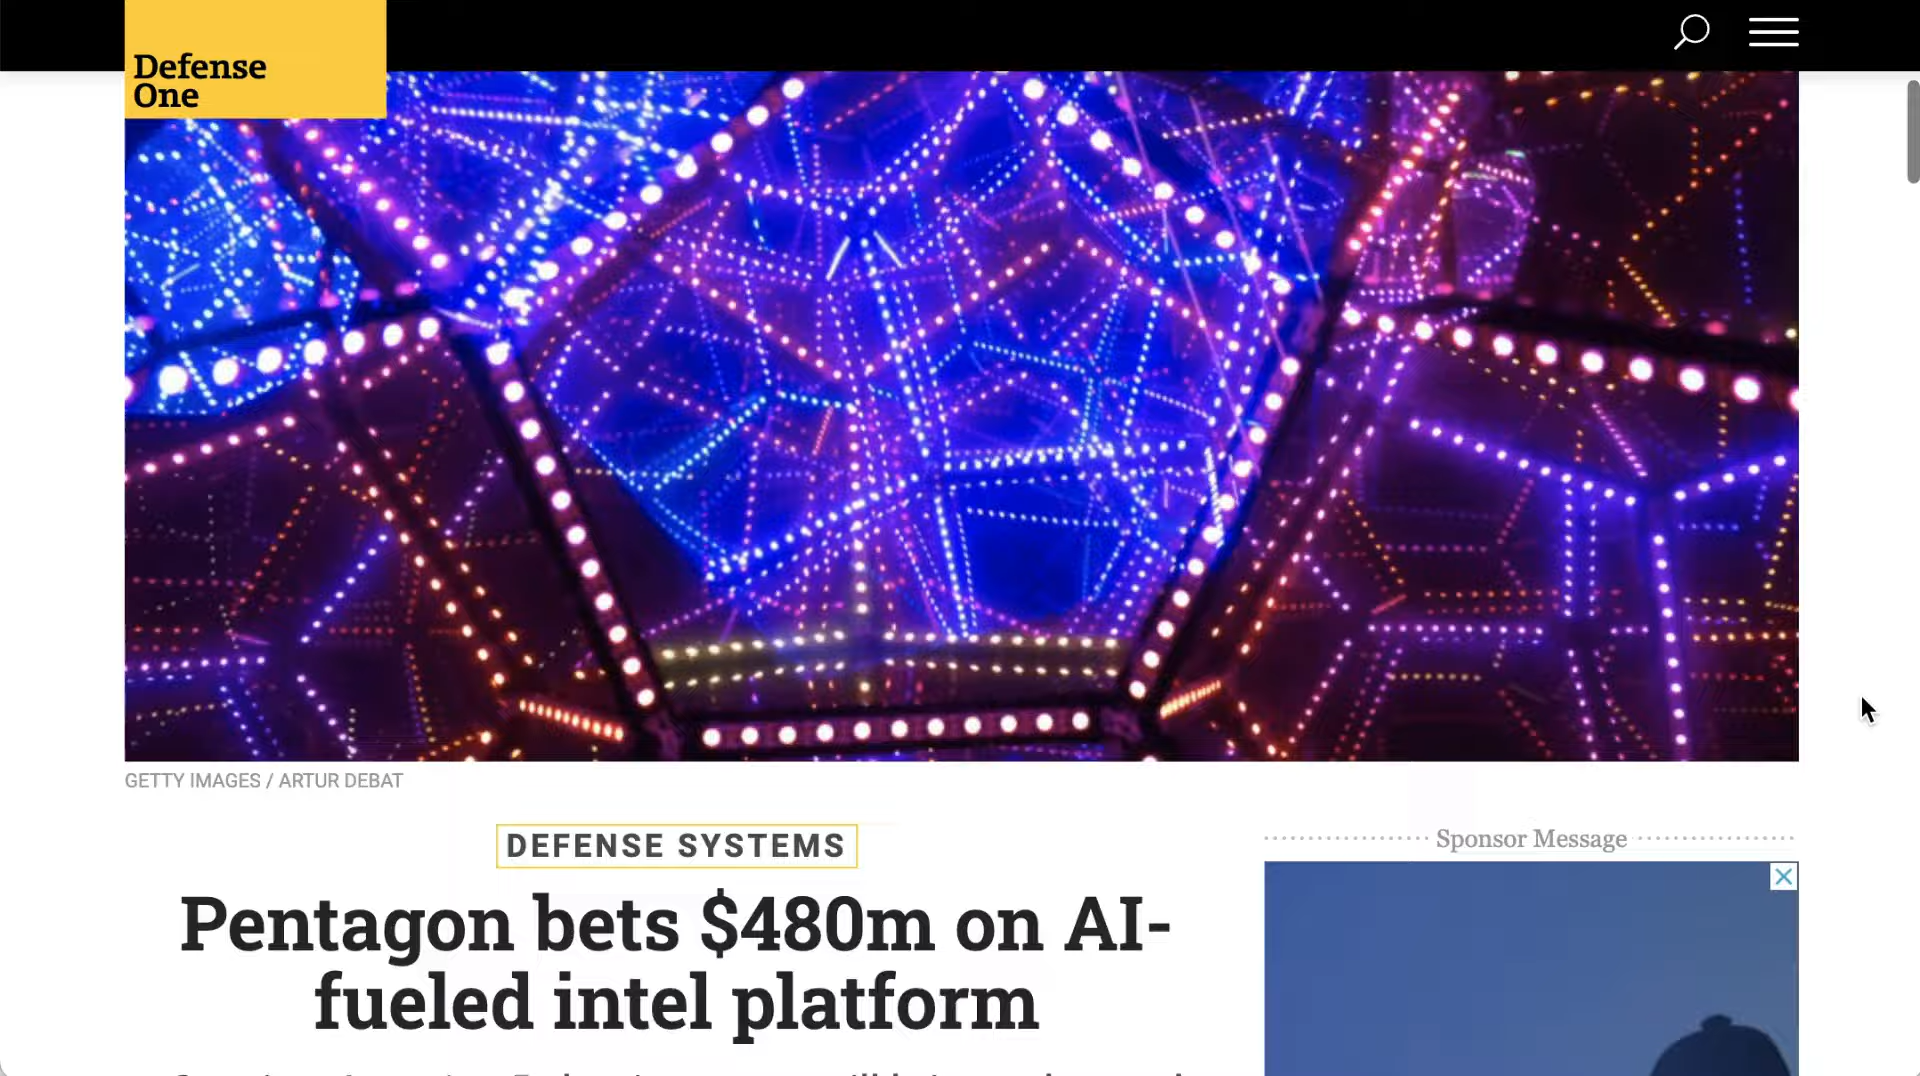 Defense
One
GETTY IMAGES / ARTUR DEBAT
DEFENSE SYSTEMS
Sponsor Message
Pentagon bets $480m on AI-
fueled intel platform